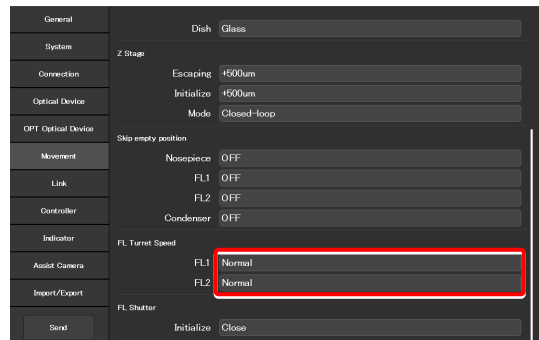 General
System
Connection
Optical Device
OPT Optical Device
Movement
Link
Controller
Indicator
Assist Camera
Import/Export
Send
Dish Glass
Z Stage
Escaping +500um
Initialize +500um
Mode Closed-loop
Skip empty position
Nosepiece OFF
FL1 OFF
FL2 OFF
Condenser OFF
FL Turret Speed
FL1 Normal
FL2 Normal
FL Shutter
Initialize Close